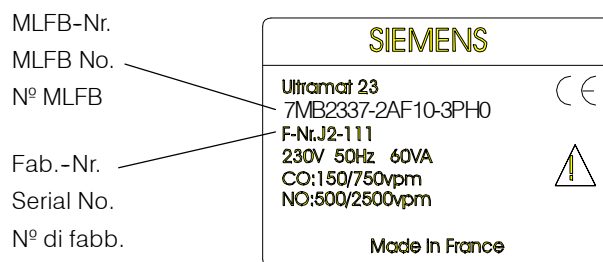 MLFB-Nr.
MLFB No.
Nº MLFB
Fab.-Nr.
Serial No.
Nº di fabb.
SIEMENS
Ultramat 23
7MB2337-2AF10-3PH0
F-Nr.J2-111
230V 50Hz 60VA
CO:150/750vpm
NO:500/2500vpm
CE
Made in France